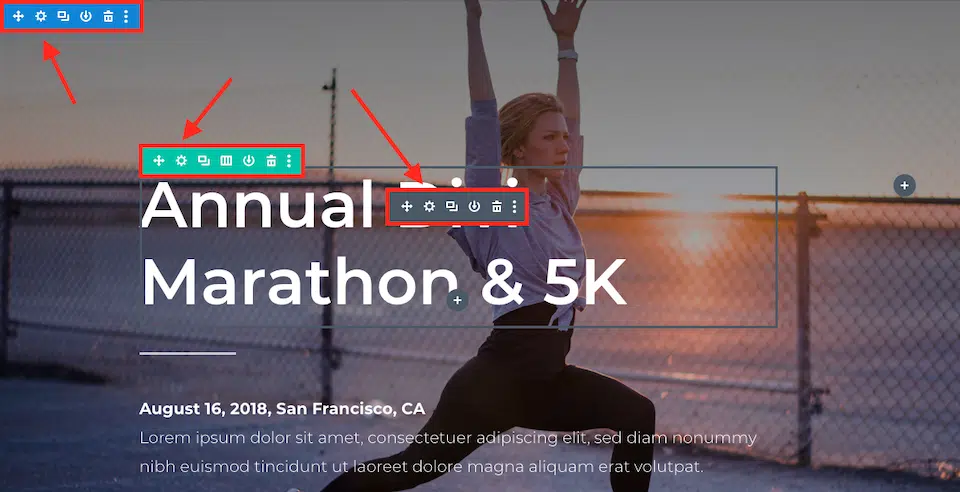 Annual Divi
Marathon & 5K
August 16, 2018, San Francisco, CA
Lorem ipsum dolor sit amet, consectetuer adipiscing elit, sed diam nonummy
nibh euismod tincidunt ut laoreet dolore magna aliquam erat volutpat.